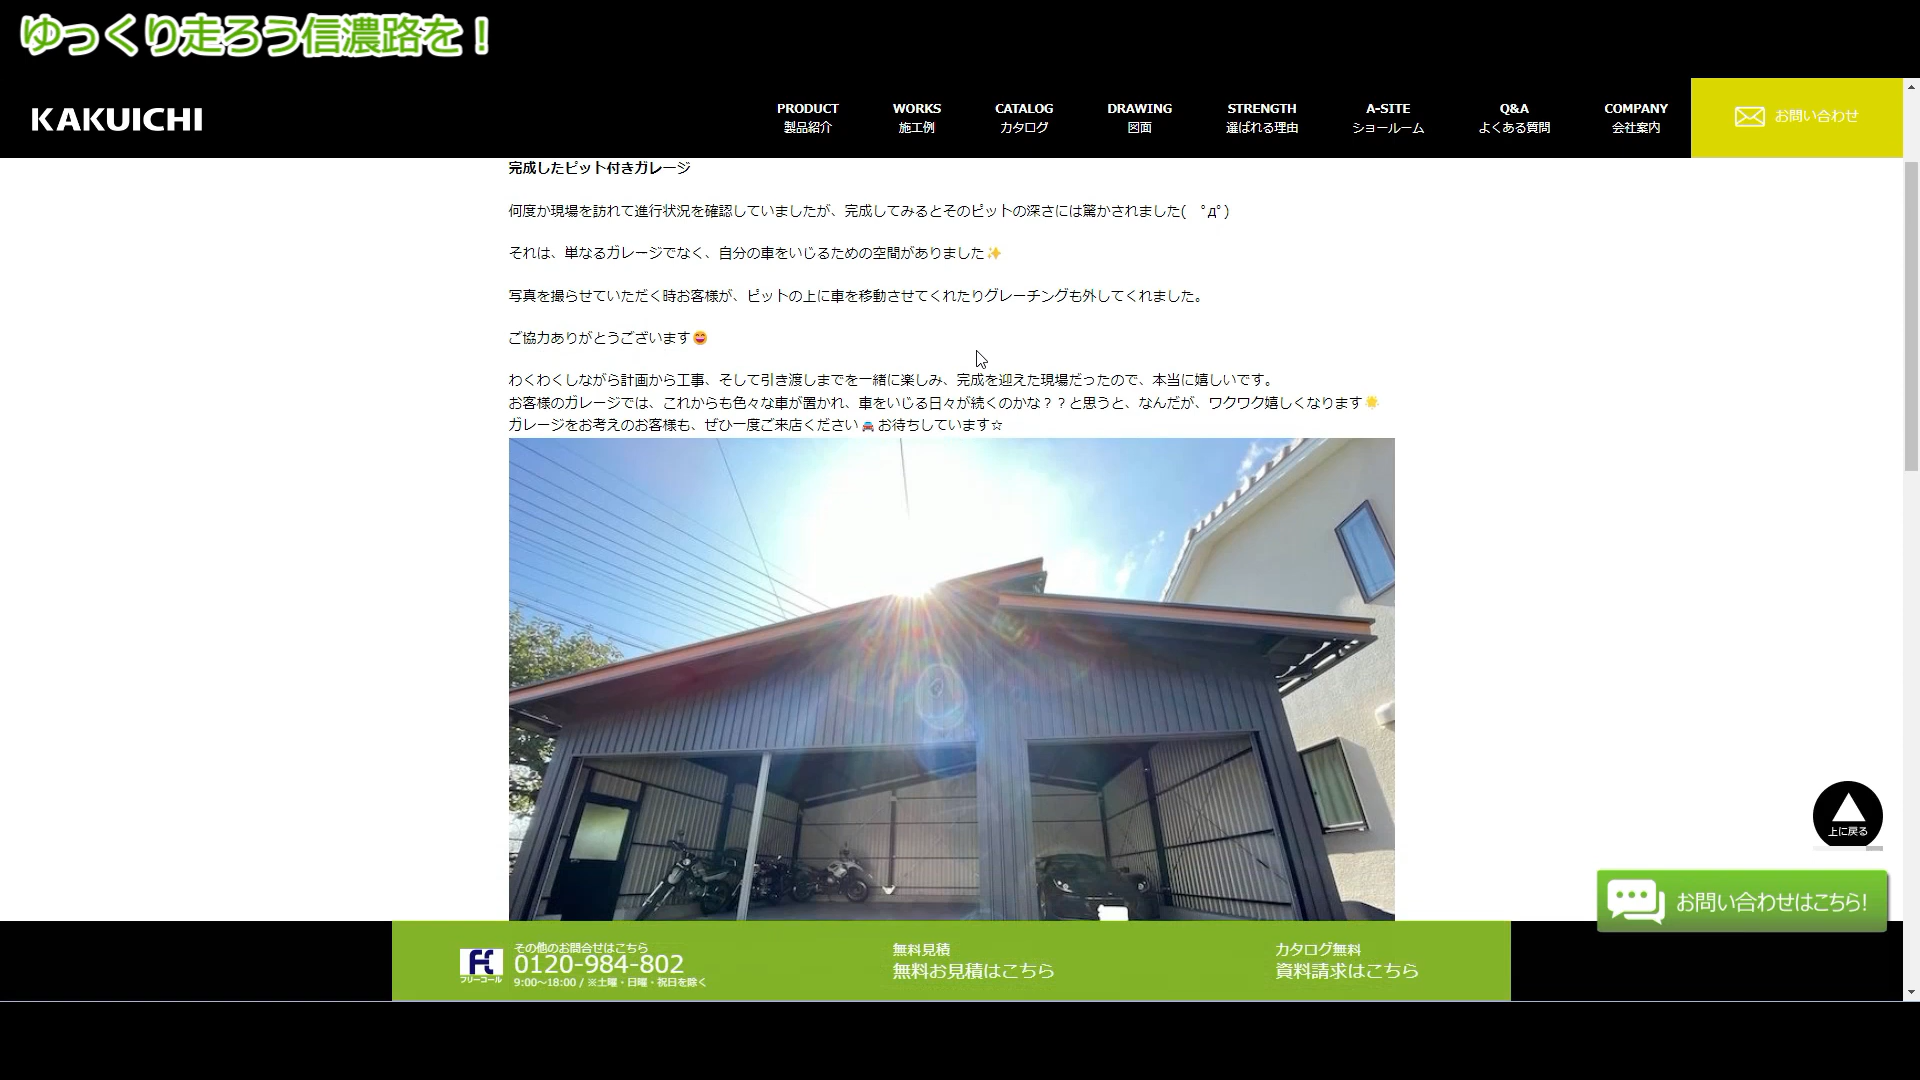 ゆっくり走ろう信濃路を！
KAKUICHI
PRODUCT
製品紹介
WORKS
施工例
CATALOG
カタログ
DRAWING
図面
STRENGTH
選ばれる理由
A-SITE
ショールーム
Q&A
よくある質問
COMPANY
会社案内
お問い合わせ
完成したピット付きガレージ
何度か現場を訪れて進行状況を確認していましたが、完成してみるとそのピットの深さには驚かされました(　ﾟДﾟ)
それは、単なるガレージでなく、自分の車をいじるための空間がありました✨
写真を撮らせていただく時お客様が、ピットの上に車を移動させてくれたりグレーチングも外してくれました。
ご協力ありがとうございます😄
わくわくしながら計画から工事、そして引き渡しまでを一緒に楽しみ、完成を迎えた現場だったので、本当に嬉しいです。
お客様のガレージでは、これからも色々な車が置かれ、車をいじる日々が続くのかな？？と思うと、なんだが、ワクワク嬉しくなります🌟
ガレージをお考えのお客様も、ぜひ一度ご来店ください🚘お待ちしています☆
上に戻る
お問い合わせはこちら!
フリーコール
その他のお問合せはこちら
0120-984-802
9:00～18:00 / ※土曜・日曜・祝日を除く
無料見積
無料お見積はこちら
カタログ無料
資料請求はこちら